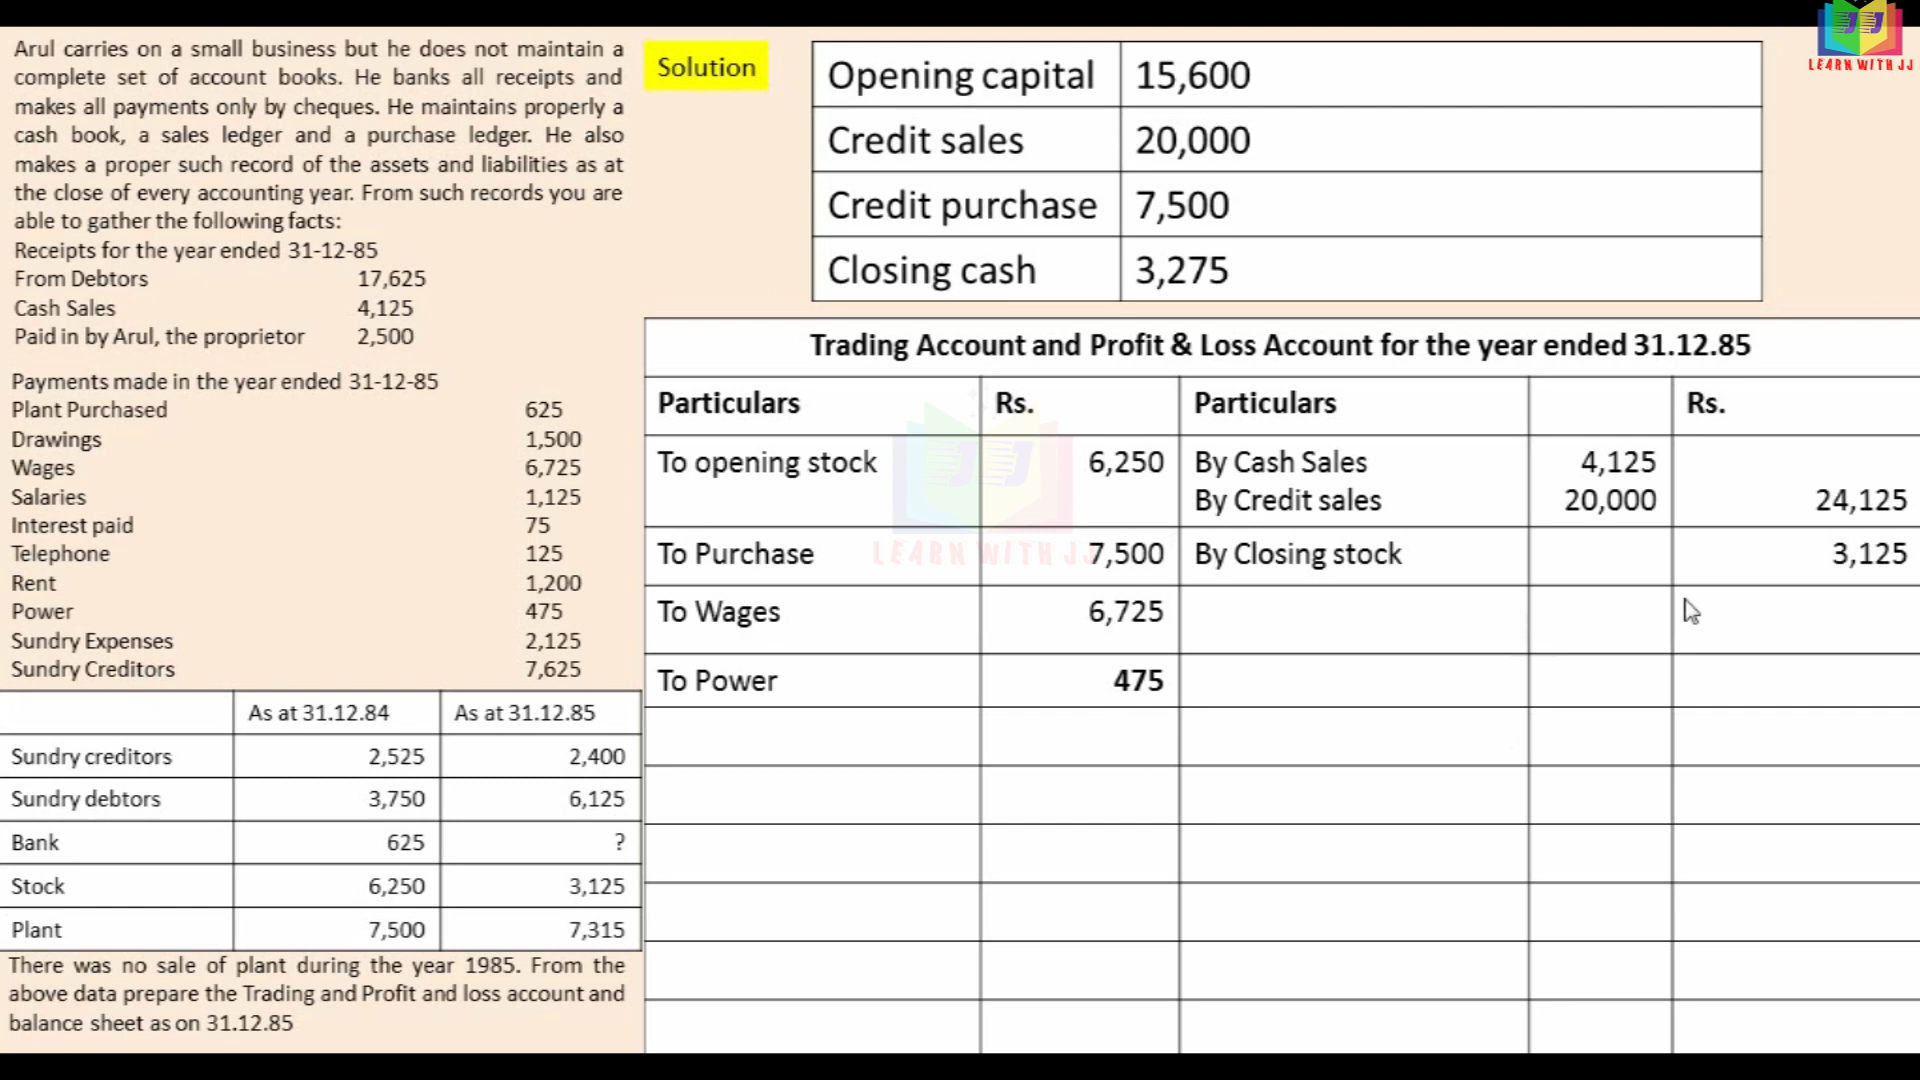 Arul carries on a small business but he does not maintain a
complete set of account books. He banks all receipts and
makes all payments only by cheques. He maintains properly a
cash book, a sales ledger and a purchase ledger. He also
makes a proper such record of the assets and liabilities as at
the close of every accounting year. From such records you are
able to gather the following facts:
Receipts for the year ended 31-12-85
From Debtors 17,625
Cash Sales 4,125
Paid in by Arul, the proprietor 2,500
Payments made in the year ended 31-12-85
Plant Purchased 625
Drawings 1,500
Wages 6,725
Salaries 1,125
Interest paid 75
Telephone 125
Rent 1,200
Power 475
Sundry Expenses 2,125
Sundry Creditors 7,625
As at 31.12.84 As at 31.12.85
Sundry creditors 2,525 2,400
Sundry debtors 3,750 6,125
Bank 625 ?
Stock 6,250 3,125
Plant 7,500 7,315
There was no sale of plant during the year 1985. From the
above data prepare the Trading and Profit and loss account and
balance sheet as on 31.12.85
Solution
Opening capital 15,600
Credit sales 20,000
Credit purchase 7,500
Closing cash 3,275
LEARN WITH JJ
Trading Account and Profit & Loss Account for the year ended 31.12.85
Particulars Rs. Particulars Rs.
To opening stock 6,250 By Cash Sales 4,125
By Credit sales 20,000 24,125
To Purchase 7,500 By Closing stock 3,125
To Wages 6,725
To Power 475
LEARN WITH JJ